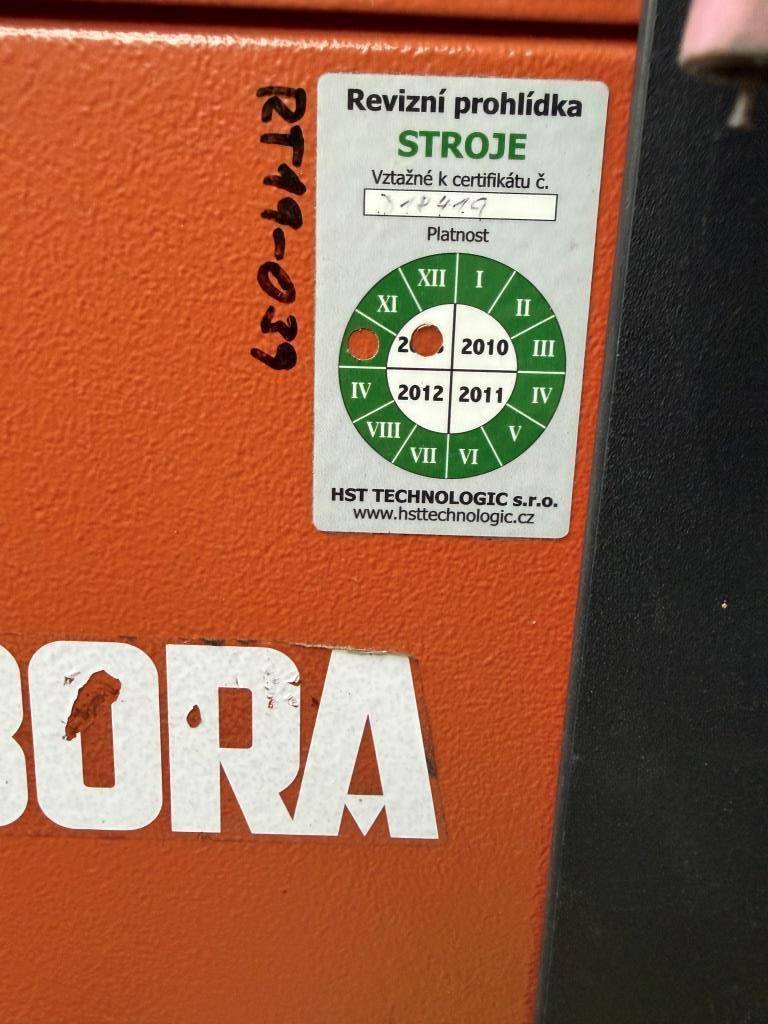 Revizní prohlídka
STROJE
Vztažné k certifikátu č.
Platnost
XII I
XI II
III
2010
IV 2012 2011 IV
VIII V
VII VI
HST TECHNOLOGIC s.r.o.
www.hsttechnologic.cz
RT19-039
BORA